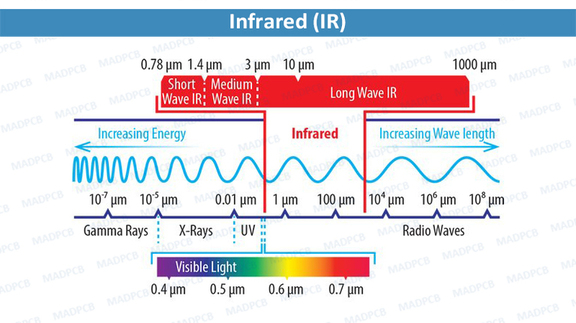 Infrared (IR)
0.78 µm 1.4 µm 3 µm 10 µm 1000 µm
Short Wave IR
Medium Wave IR
Long Wave IR
Increasing Energy
Infrared
Increasing Wave length
10⁻⁷ µm 10⁻⁵ µm 0.01 µm 1 µm 100 µm 10⁴ µm 10⁶ µm 10⁸ µm
Gamma Rays X-Rays UV Radio Waves
Visible Light
0.4 µm 0.5 µm 0.6 µm 0.7 µm
MADPCB